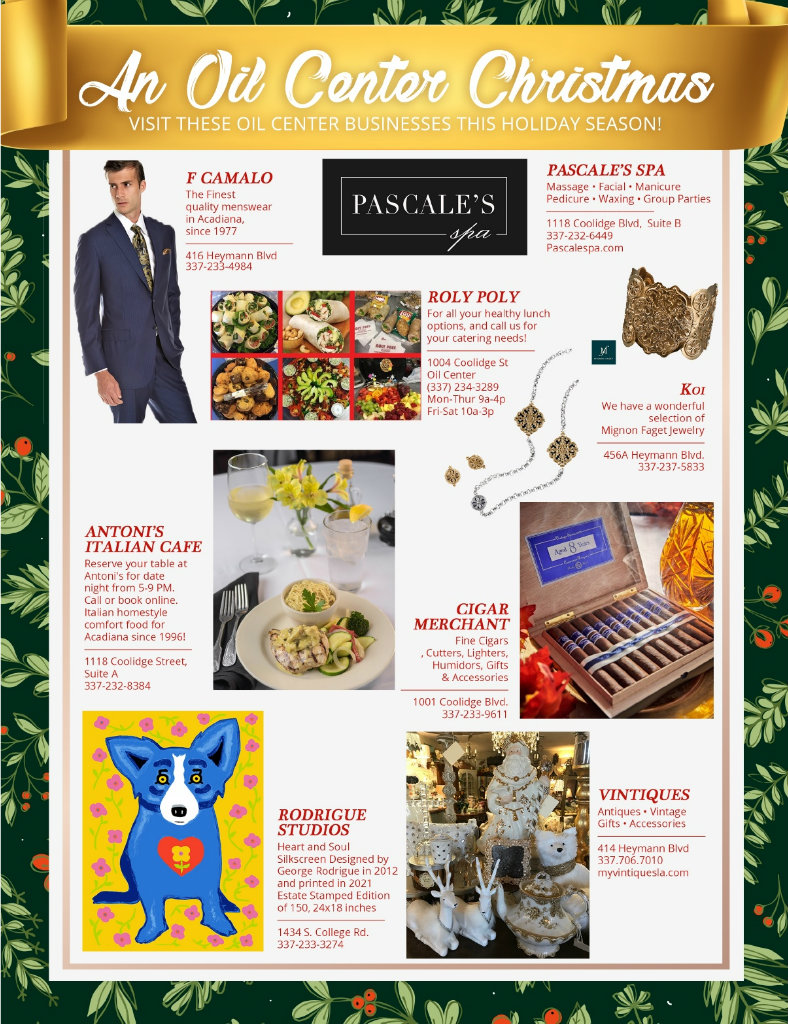 An Oil Center Christmas
VISIT THESE OIL CENTER BUSINESSES THIS HOLIDAY SEASON!
F CAMALO
The Finest
quality menswear
in Acadiana,
since 1977
416 Heymann Blvd
337-233-4984
PASCALE'S
spa
PASCALE'S SPA
Massage • Facial • Manicure
Pedicure • Waxing • Group Parties
1118 Coolidge Blvd, Suite B
337-232-6449
Pascalespa.com
ROLY POLY
For all your healthy lunch
options, and call us for
your catering needs!
1004 Coolidge St
Oil Center
(337) 234-3289
Mon-Thur 9a-4p
Fri-Sat 10a-3p
KOI
We have a wonderful
selection of
Mignon Faget Jewelry
456A Heymann Blvd.
337-237-5833
ANTONI'S
ITALIAN CAFE
Reserve your table at
Antoni's for date
night from 5-9 PM.
Call or book online.
Italian homestyle
comfort food for
Acadiana since 1996!
1118 Coolidge Street,
Suite A
337-232-8384
CIGAR
MERCHANT
Fine Cigars
, Cutters, Lighters,
Humidors, Gifts
& Accessories
1001 Coolidge Blvd.
337-233-9611
Aged 8 Years
RODRIGUE
STUDIOS
Heart and Soul
Silkscreen Designed by
George Rodrigue in 2012
and printed in 2021
Estate Stamped Edition
of 150, 24x18 inches
1434 S. College Rd.
337-233-3274
VINTIQUES
Antiques • Vintage
Gifts • Accessories
414 Heymann Blvd
337.706.7010
myvintiquesla.com